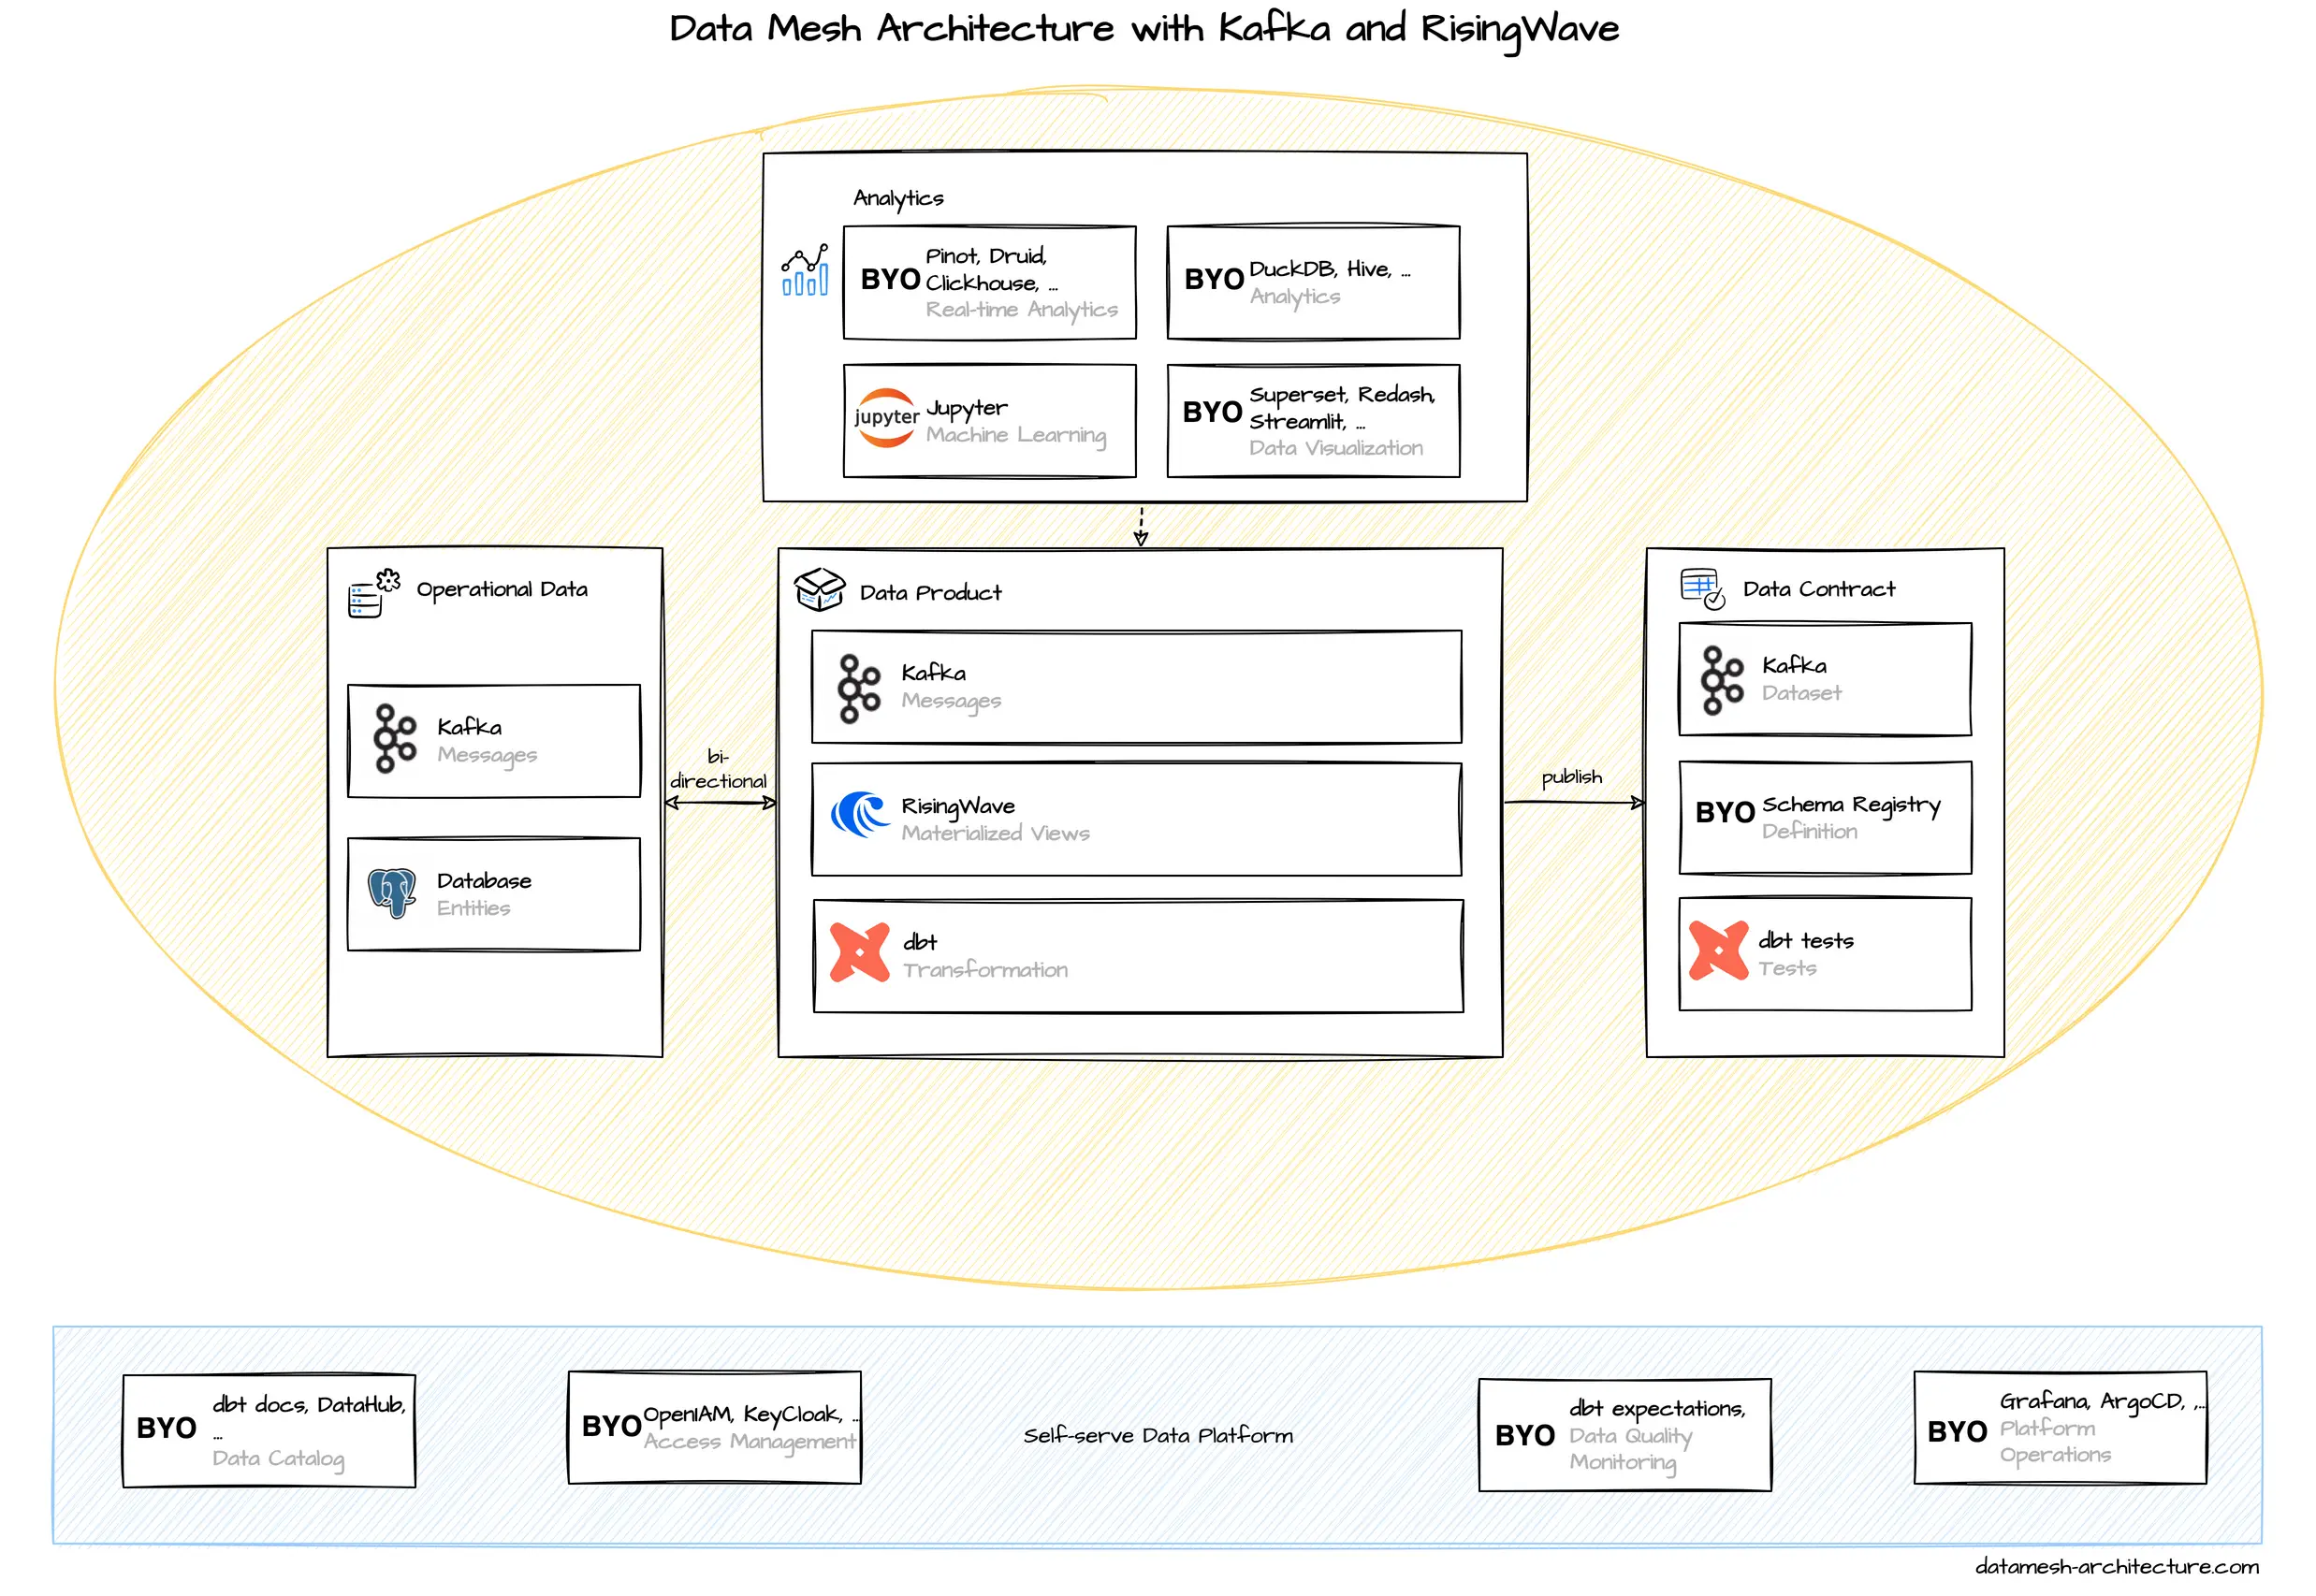 Data Mesh Architecture with Kafka and RisingWave
Analytics
BYO
Pinot, Druid,
Clickhouse, ...
Real-time Analytics
BYO
DuckDB, Hive, ...
Analytics
jupyter
Jupyter
Machine Learning
BYO
Superset, Redash,
Streamlit, ...
Data Visualization
Operational Data
Kafka
Messages
Database
Entities
bi-
directional
Data Product
Kafka
Messages
RisingWave
Materialized Views
dbt
Transformation
publish
Data Contract
Kafka
Dataset
BYO
Schema Registry
Definition
dbt tests
Tests
BYO
dbt docs, DataHub,
...
Data Catalog
BYO
OpenIAM, KeyCloak, ...
Access Management
Self-serve Data Platform
BYO
dbt expectations,
Data Quality
Monitoring
BYO
Grafana, ArgoCD, ,...
Platform
Operations
datamesh-architecture.com